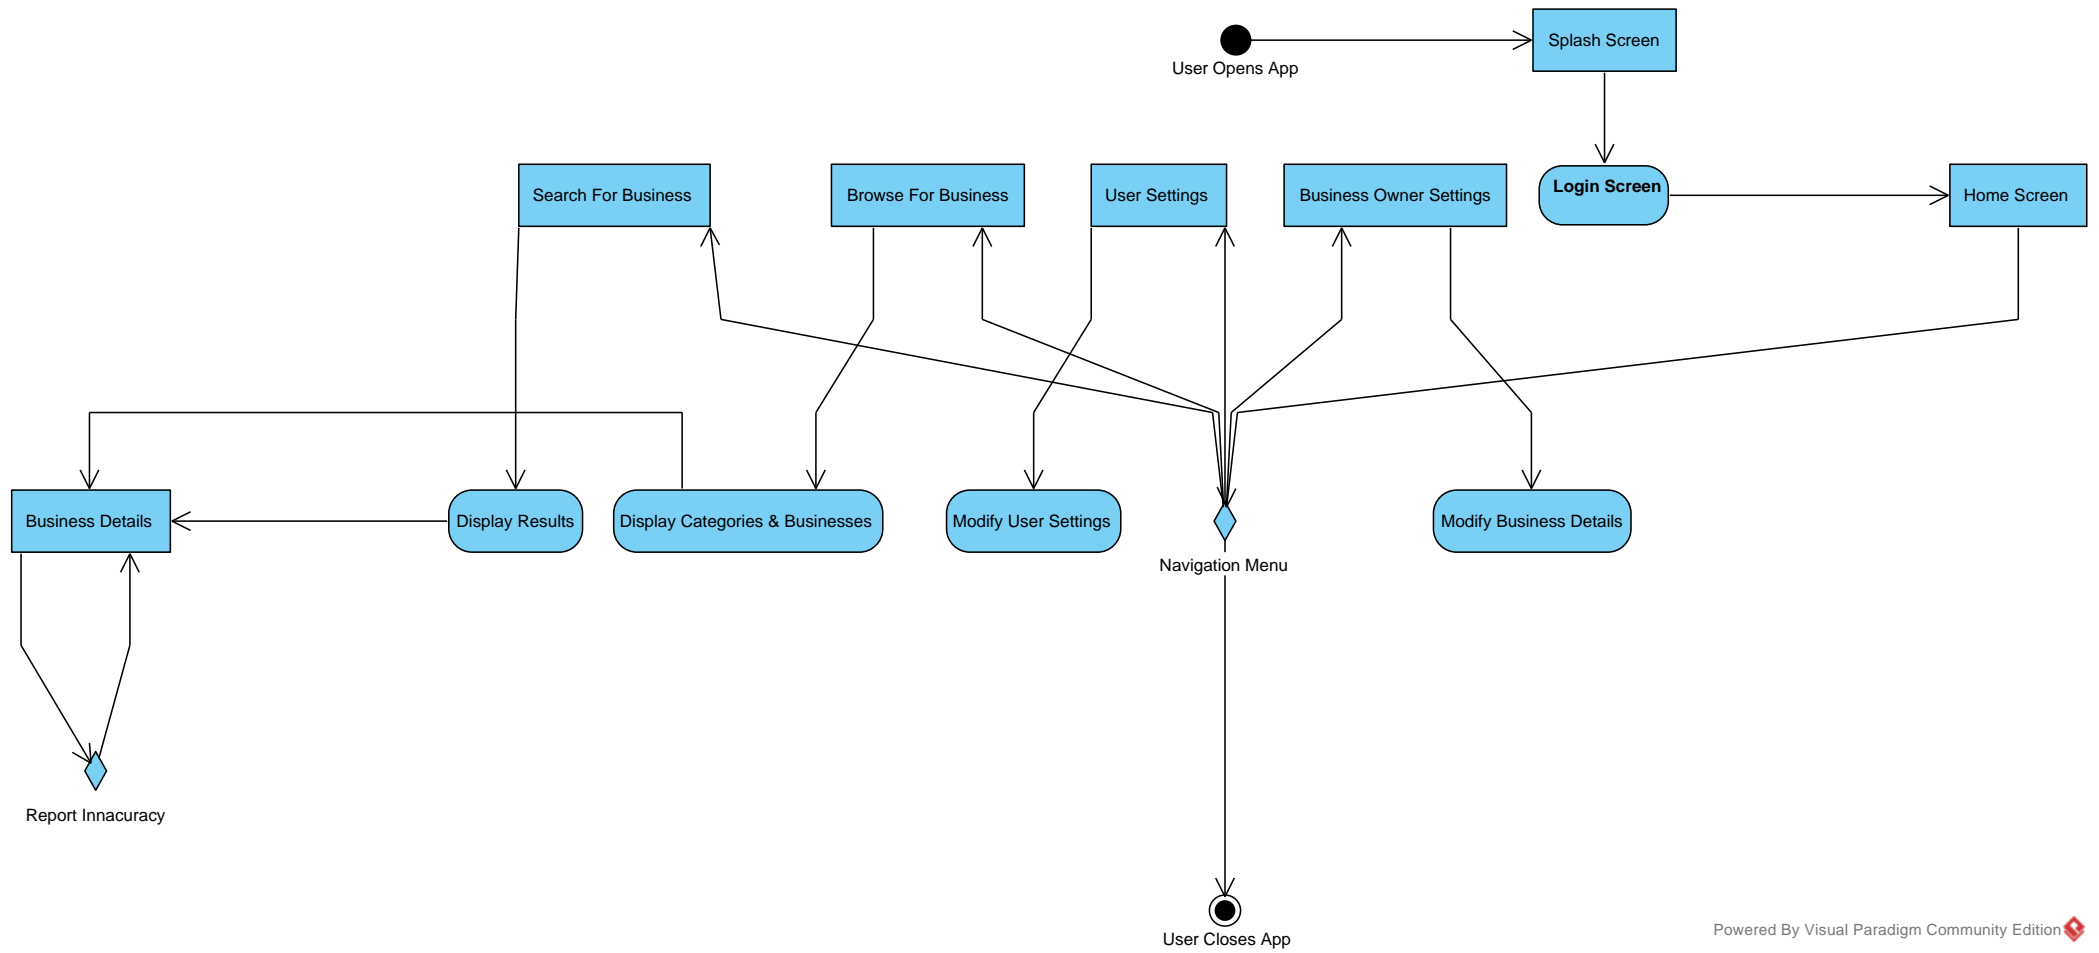 User Opens App
Splash Screen
Search For Business
Browse For Business
User Settings
Business Owner Settings
Login Screen
Home Screen
Business Details
Display Results
Display Categories & Businesses
Modify User Settings
Navigation Menu
Modify Business Details
Report Innacuracy
User Closes App
Powered By Visual Paradigm Community Edition